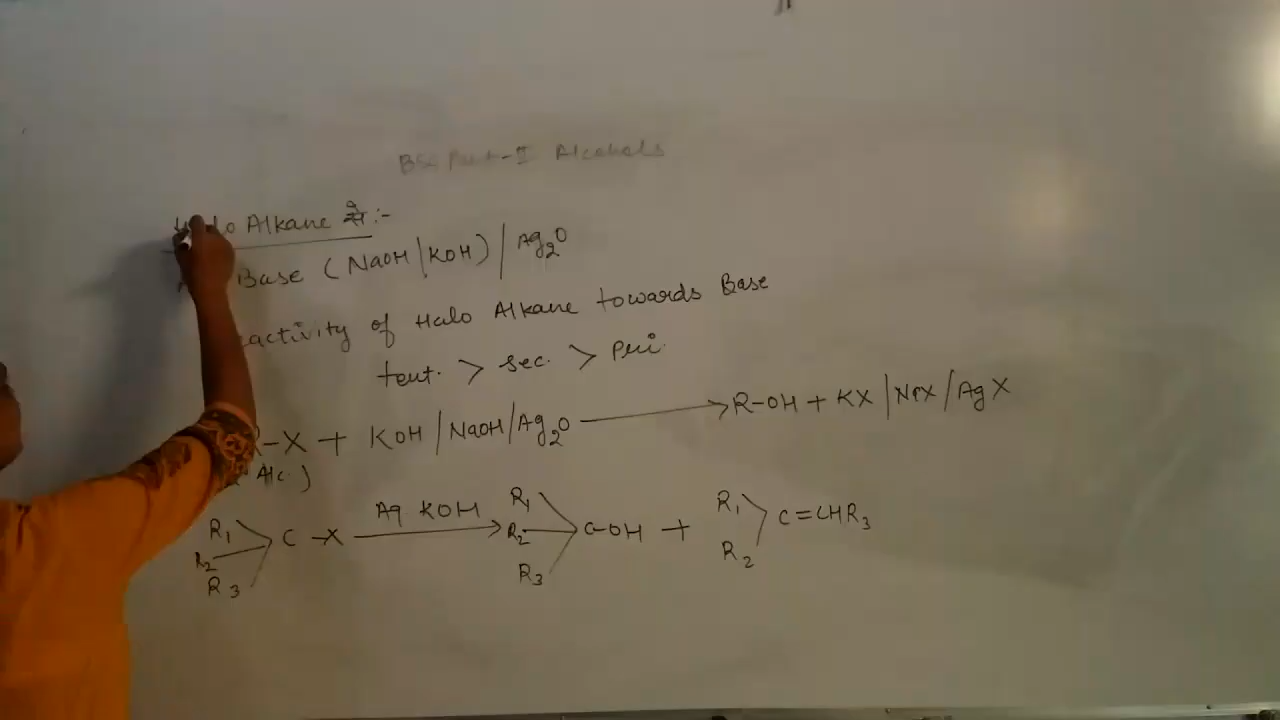 BSc Part-II Alcohols
Halo Alkane से :-
Base (NaOH|KOH) | Ag2O
of Halo Alkane towards Base
tert. > sec. > Pri.
-X + KOH | NaOH | Ag2O → R-OH + KX | NaX | AgX
Alc.)
R1 R2 R3 C -X Aq KOH → R1 R2 R3 C-OH + R1 R2 C=CHR3